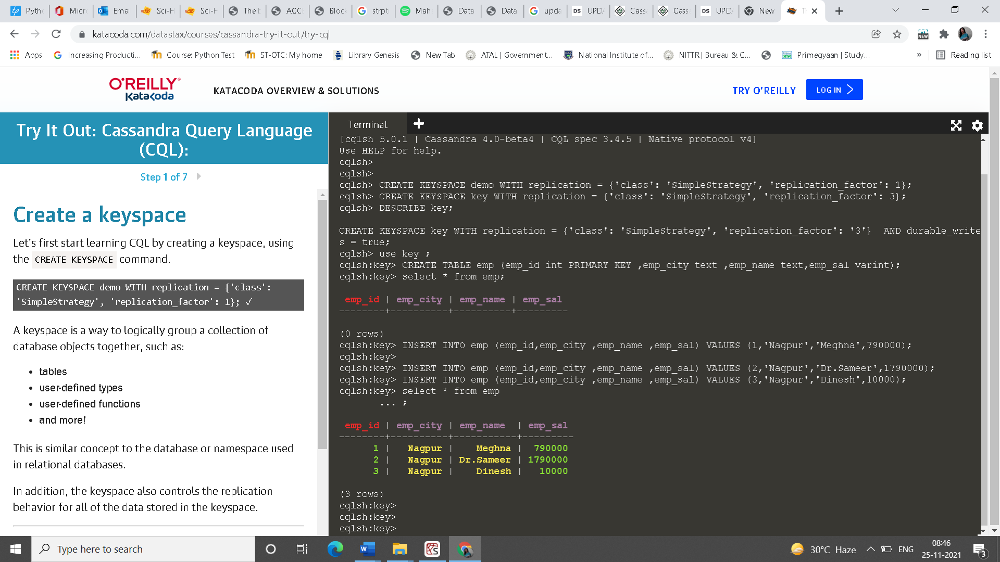 Pyth
Micr
Emai
Sci-H
Sci-H
The b
ACCE
Block
strpti
Mah
Data
Data
upda
UPDA
Cass
Cass
UPD
New
Tr
katacoda.com/datastax/courses/cassandra-try-it-out/try-cql
NEW
Apps
Increasing Producti...
Course: Python Test
ST-OTC: My home
Library Genesis
New Tab
ATAL | Government...
National Institute of...
NITTR | Bureau & C...
Primegyaan | Study...
»
Reading list
O'REILLY®
Katacoda
KATACODA OVERVIEW & SOLUTIONS
TRY O'REILLY
LOG IN
Try It Out: Cassandra Query Language
(CQL):
Step 1 of 7
Create a keyspace
Let's first start learning CQL by creating a keyspace, using
the CREATE KEYSPACE command.
CREATE KEYSPACE demo WITH replication = {'class':
'SimpleStrategy', 'replication_factor': 1}; ✓
A keyspace is a way to logically group a collection of
database objects together, such as:
• tables
• user-defined types
• user-defined functions
• and more!
This is similar concept to the database or namespace used
in relational databases.
In addition, the keyspace also controls the replication
behavior for all of the data stored in the keyspace.
Terminal
[cqlsh 5.0.1 | Cassandra 4.0-beta4 | CQL spec 3.4.5 | Native protocol v4]
Use HELP for help.
cqlsh>
cqlsh>
cqlsh> CREATE KEYSPACE demo WITH replication = {'class': 'SimpleStrategy', 'replication_factor': 1};
cqlsh> CREATE KEYSPACE key WITH replication = {'class': 'SimpleStrategy', 'replication_factor': 3};
cqlsh> DESCRIBE key;
CREATE KEYSPACE key WITH replication = {'class': 'SimpleStrategy', 'replication_factor': '3'}  AND durable_write
s = true;
cqlsh> use key ;
cqlsh:key> CREATE TABLE emp (emp_id int PRIMARY KEY ,emp_city text ,emp_name text,emp_sal varint);
cqlsh:key> select * from emp;
emp_id | emp_city | emp_name | emp_sal
--------+----------+----------+---------
(0 rows)
cqlsh:key> INSERT INTO emp (emp_id,emp_city ,emp_name ,emp_sal) VALUES (1,'Nagpur','Meghna',790000);
cqlsh:key>
cqlsh:key> INSERT INTO emp (emp_id,emp_city ,emp_name ,emp_sal) VALUES (2,'Nagpur','Dr.Sameer',1790000);
cqlsh:key> INSERT INTO emp (emp_id,emp_city ,emp_name ,emp_sal) VALUES (3,'Nagpur','Dinesh',10000);
cqlsh:key> select * from emp
... ;
emp_id | emp_city | emp_name  | emp_sal
--------+----------+-----------+---------
1 |   Nagpur |    Meghna |  790000
2 |   Nagpur | Dr.Sameer | 1790000
3 |   Nagpur |    Dinesh |   10000
(3 rows)
cqlsh:key>
cqlsh:key>
cqlsh:key>
Type here to search
30°C Haze
ENG
08:46
25-11-2021
3